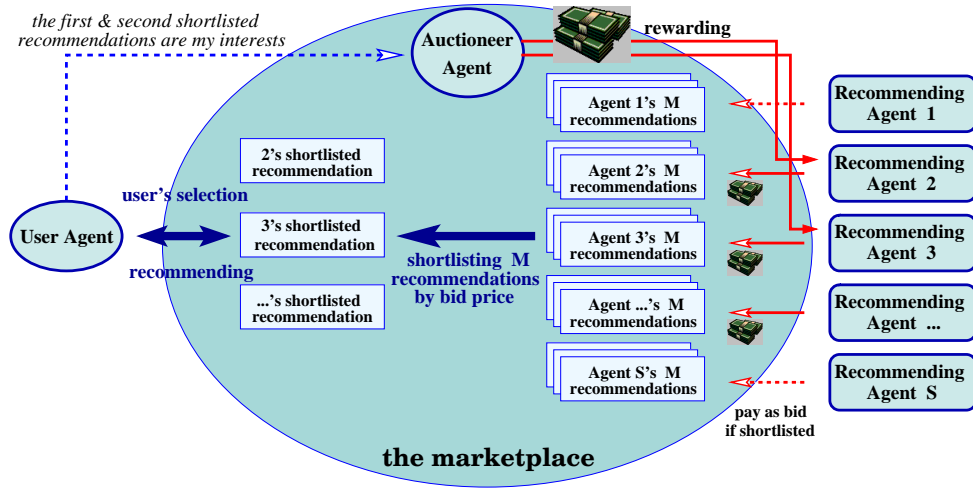 the first & second shortlisted
recommendations are my interests
Auctioneer
Agent
rewarding
Agent 1's M
recommendations
Recommending
Agent 1
2's shortlisted
recommendation
Agent 2's M
recommendations
Recommending
Agent 2
user's selection
User Agent
3's shortlisted
recommendation
Agent 3's M
recommendations
Recommending
Agent 3
recommending
shortlisting M
recommendations
by bid price
...'s shortlisted
recommendation
Agent ...'s M
recommendations
Recommending
Agent ...
Agent S's M
recommendations
Recommending
Agent S
pay as bid
if shortlisted
the marketplace